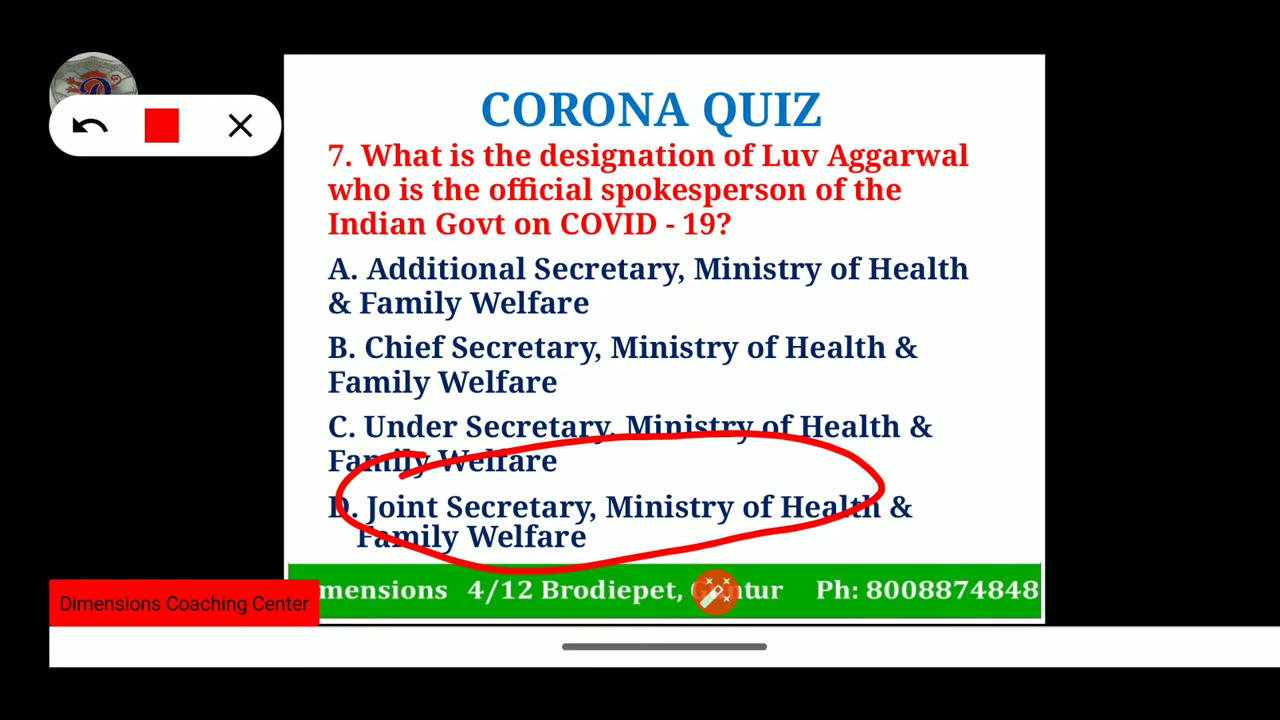 CORONA QUIZ
7. What is the designation of Luv Aggarwal
who is the official spokesperson of the
Indian Govt on COVID - 19?
A. Additional Secretary, Ministry of Health
& Family Welfare
B. Chief Secretary, Ministry of Health &
Family Welfare
C. Under Secretary, Ministry of Health &
Family Welfare
D. Joint Secretary, Ministry of Health &
Family Welfare
mensions 4/12 Brodiepet, Ph: 8008874848
Dimensions Coaching Center